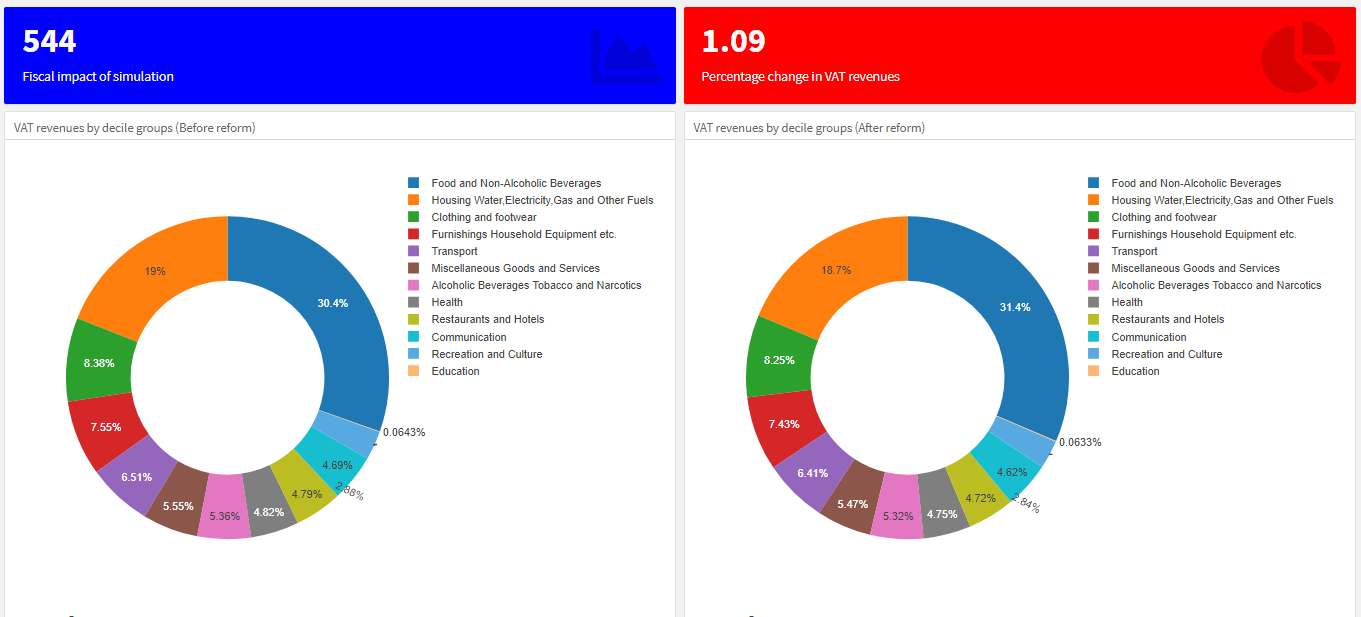 544
Fiscal impact of simulation
1.09
Percentage change in VAT revenues
VAT revenues by decile groups (Before reform)
Food and Non-Alcoholic Beverages
Housing Water,Electricity,Gas and Other Fuels
Clothing and footwear
Furnishings Household Equipment etc.
Transport
Miscellaneous Goods and Services
Alcoholic Beverages Tobacco and Narcotics
Health
Restaurants and Hotels
Communication
Recreation and Culture
Education
19%
30.4%
8.38%
7.55%
0.0643%
6.51%
4.69%
2.88%
4.79%
5.55%
5.36%
4.82%
VAT revenues by decile groups (After reform)
Food and Non-Alcoholic Beverages
Housing Water,Electricity,Gas and Other Fuels
Clothing and footwear
Furnishings Household Equipment etc.
Transport
Miscellaneous Goods and Services
Alcoholic Beverages Tobacco and Narcotics
Health
Restaurants and Hotels
Communication
Recreation and Culture
Education
18.7%
31.4%
8.25%
7.43%
0.0633%
6.41%
4.62%
2.84%
4.72%
5.47%
5.32%
4.75%